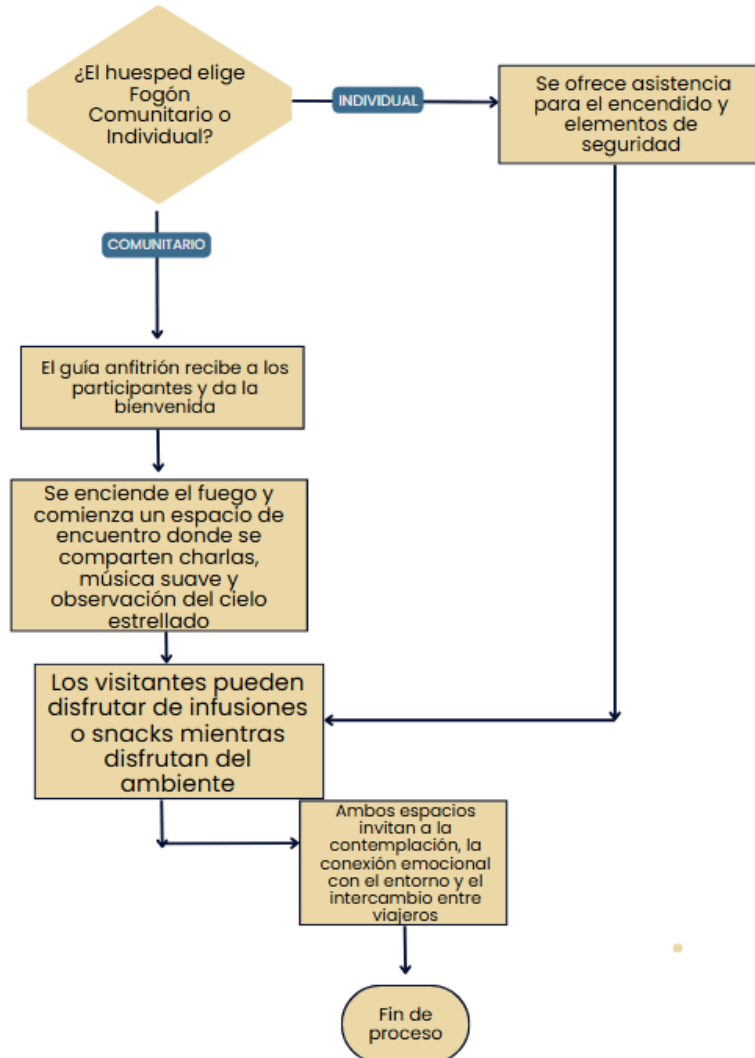 ¿El huesped elige
Fogón
Comunitario o
Individual?
INDIVIDUAL
Se ofrece asistencia
para el encendido y
elementos de
seguridad
COMUNITARIO
El guía anfitrión recibe a los
participantes y da la
bienvenida
Se enciende el fuego y
comienza un espacio de
encuentro donde se
comparten charlas,
música suave y
observación del cielo
estrellado
Los visitantes pueden
disfrutar de infusiones
o snacks mientras
disfrutan del
ambiente
Ambos espacios
invitan a la
contemplación, la
conexión emocional
con el entorno y el
intercambio entre
viajeros
Fin de
proceso